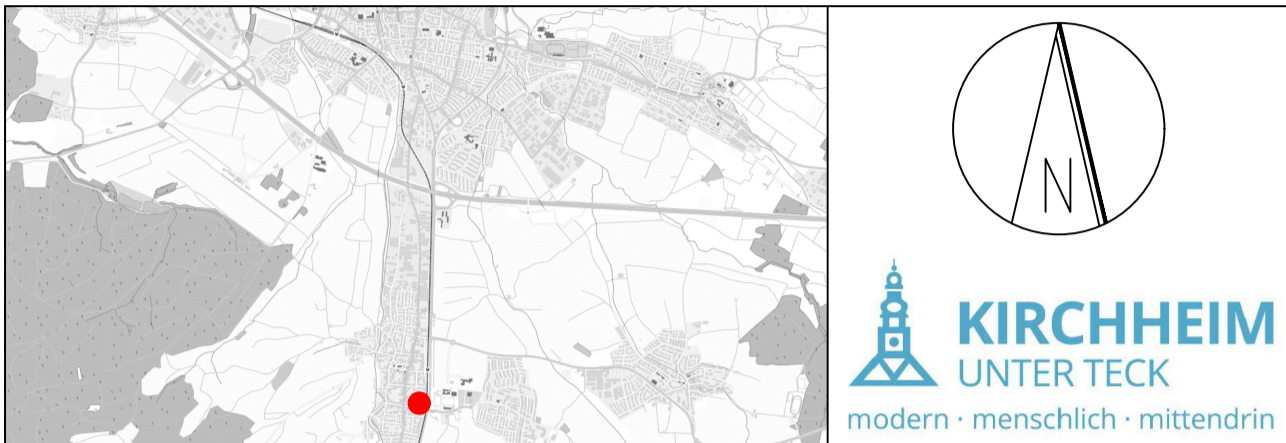 N
KIRCHHEIM
UNTER TECK
modern · menschlich · mittendrin